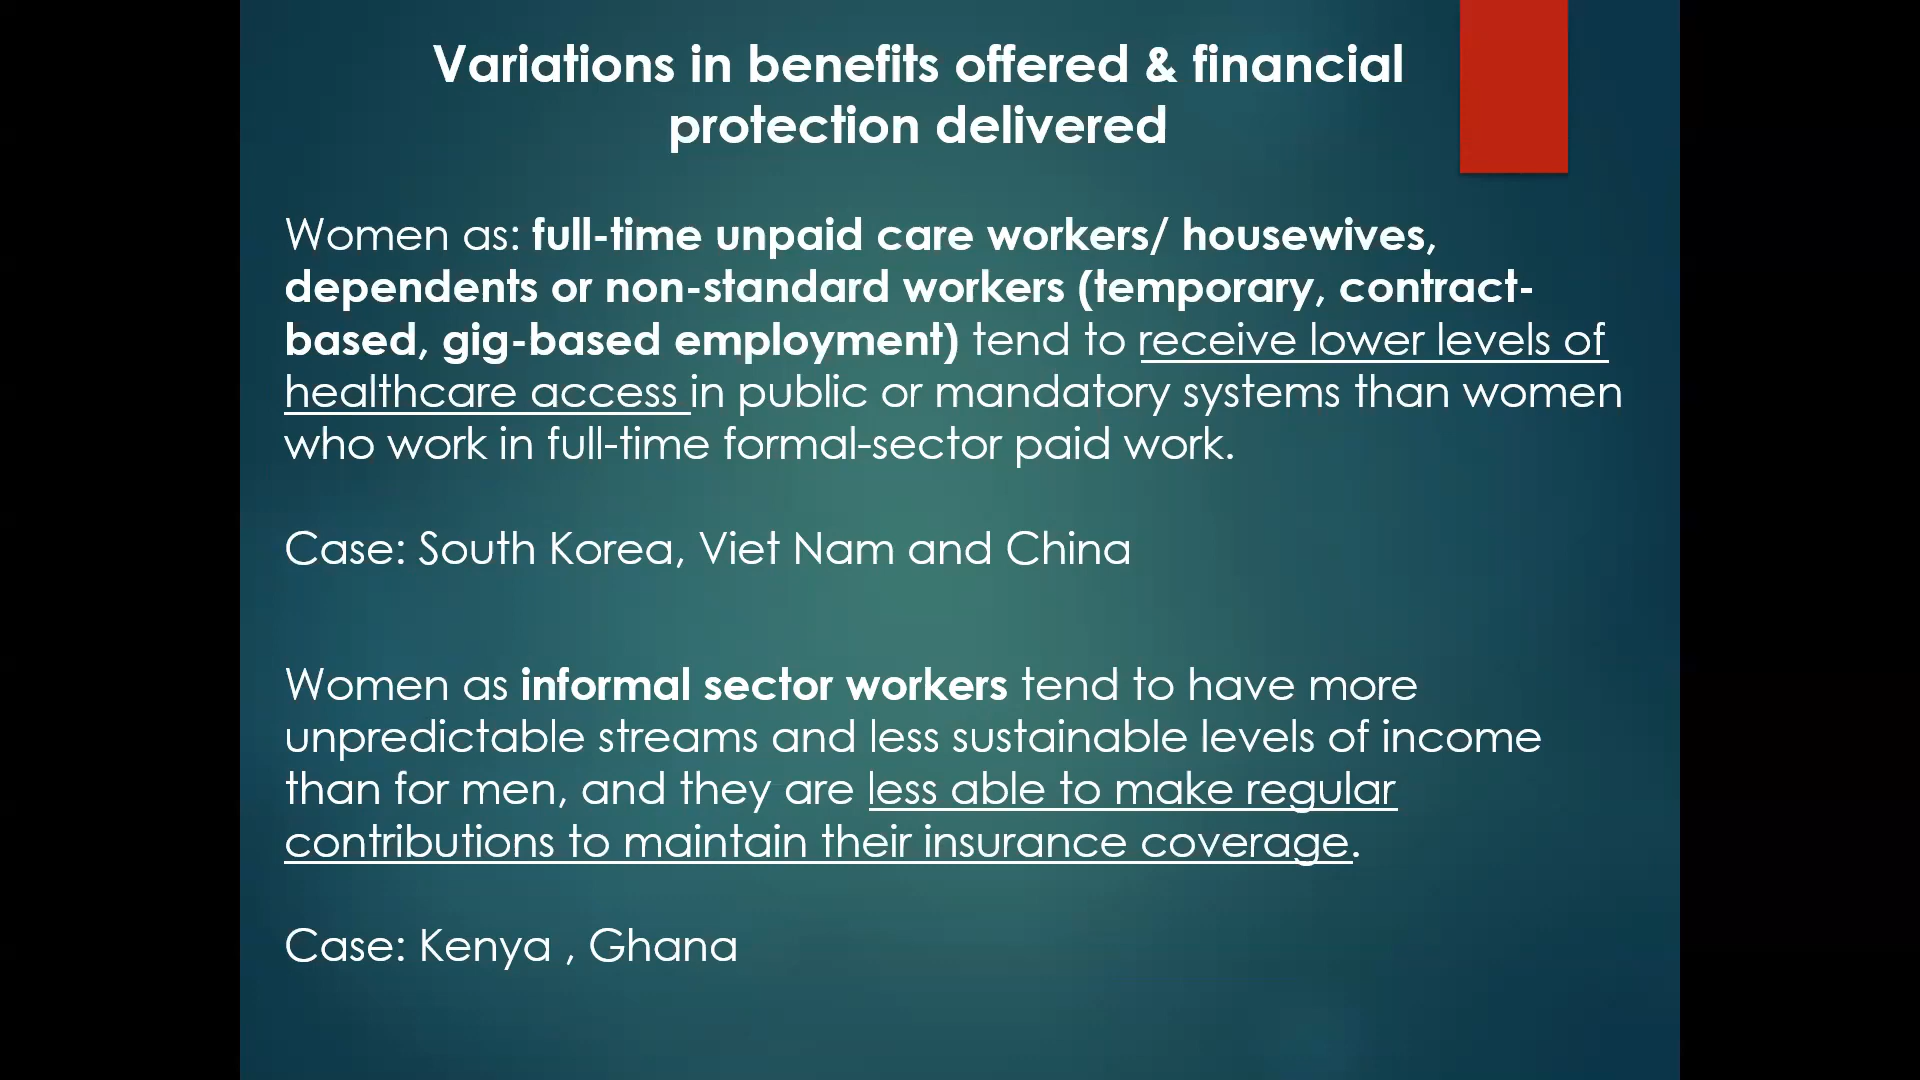 Variations in benefits offered & financial
protection delivered
Women as: full-time unpaid care workers/ housewives,
dependents or non-standard workers (temporary, contract-
based, gig-based employment) tend to receive lower levels of
healthcare access in public or mandatory systems than women
who work in full-time formal-sector paid work.
Case: South Korea, Viet Nam and China
Women as informal sector workers tend to have more
unpredictable streams and less sustainable levels of income
than for men, and they are less able to make regular
contributions to maintain their insurance coverage.
Case: Kenya , Ghana